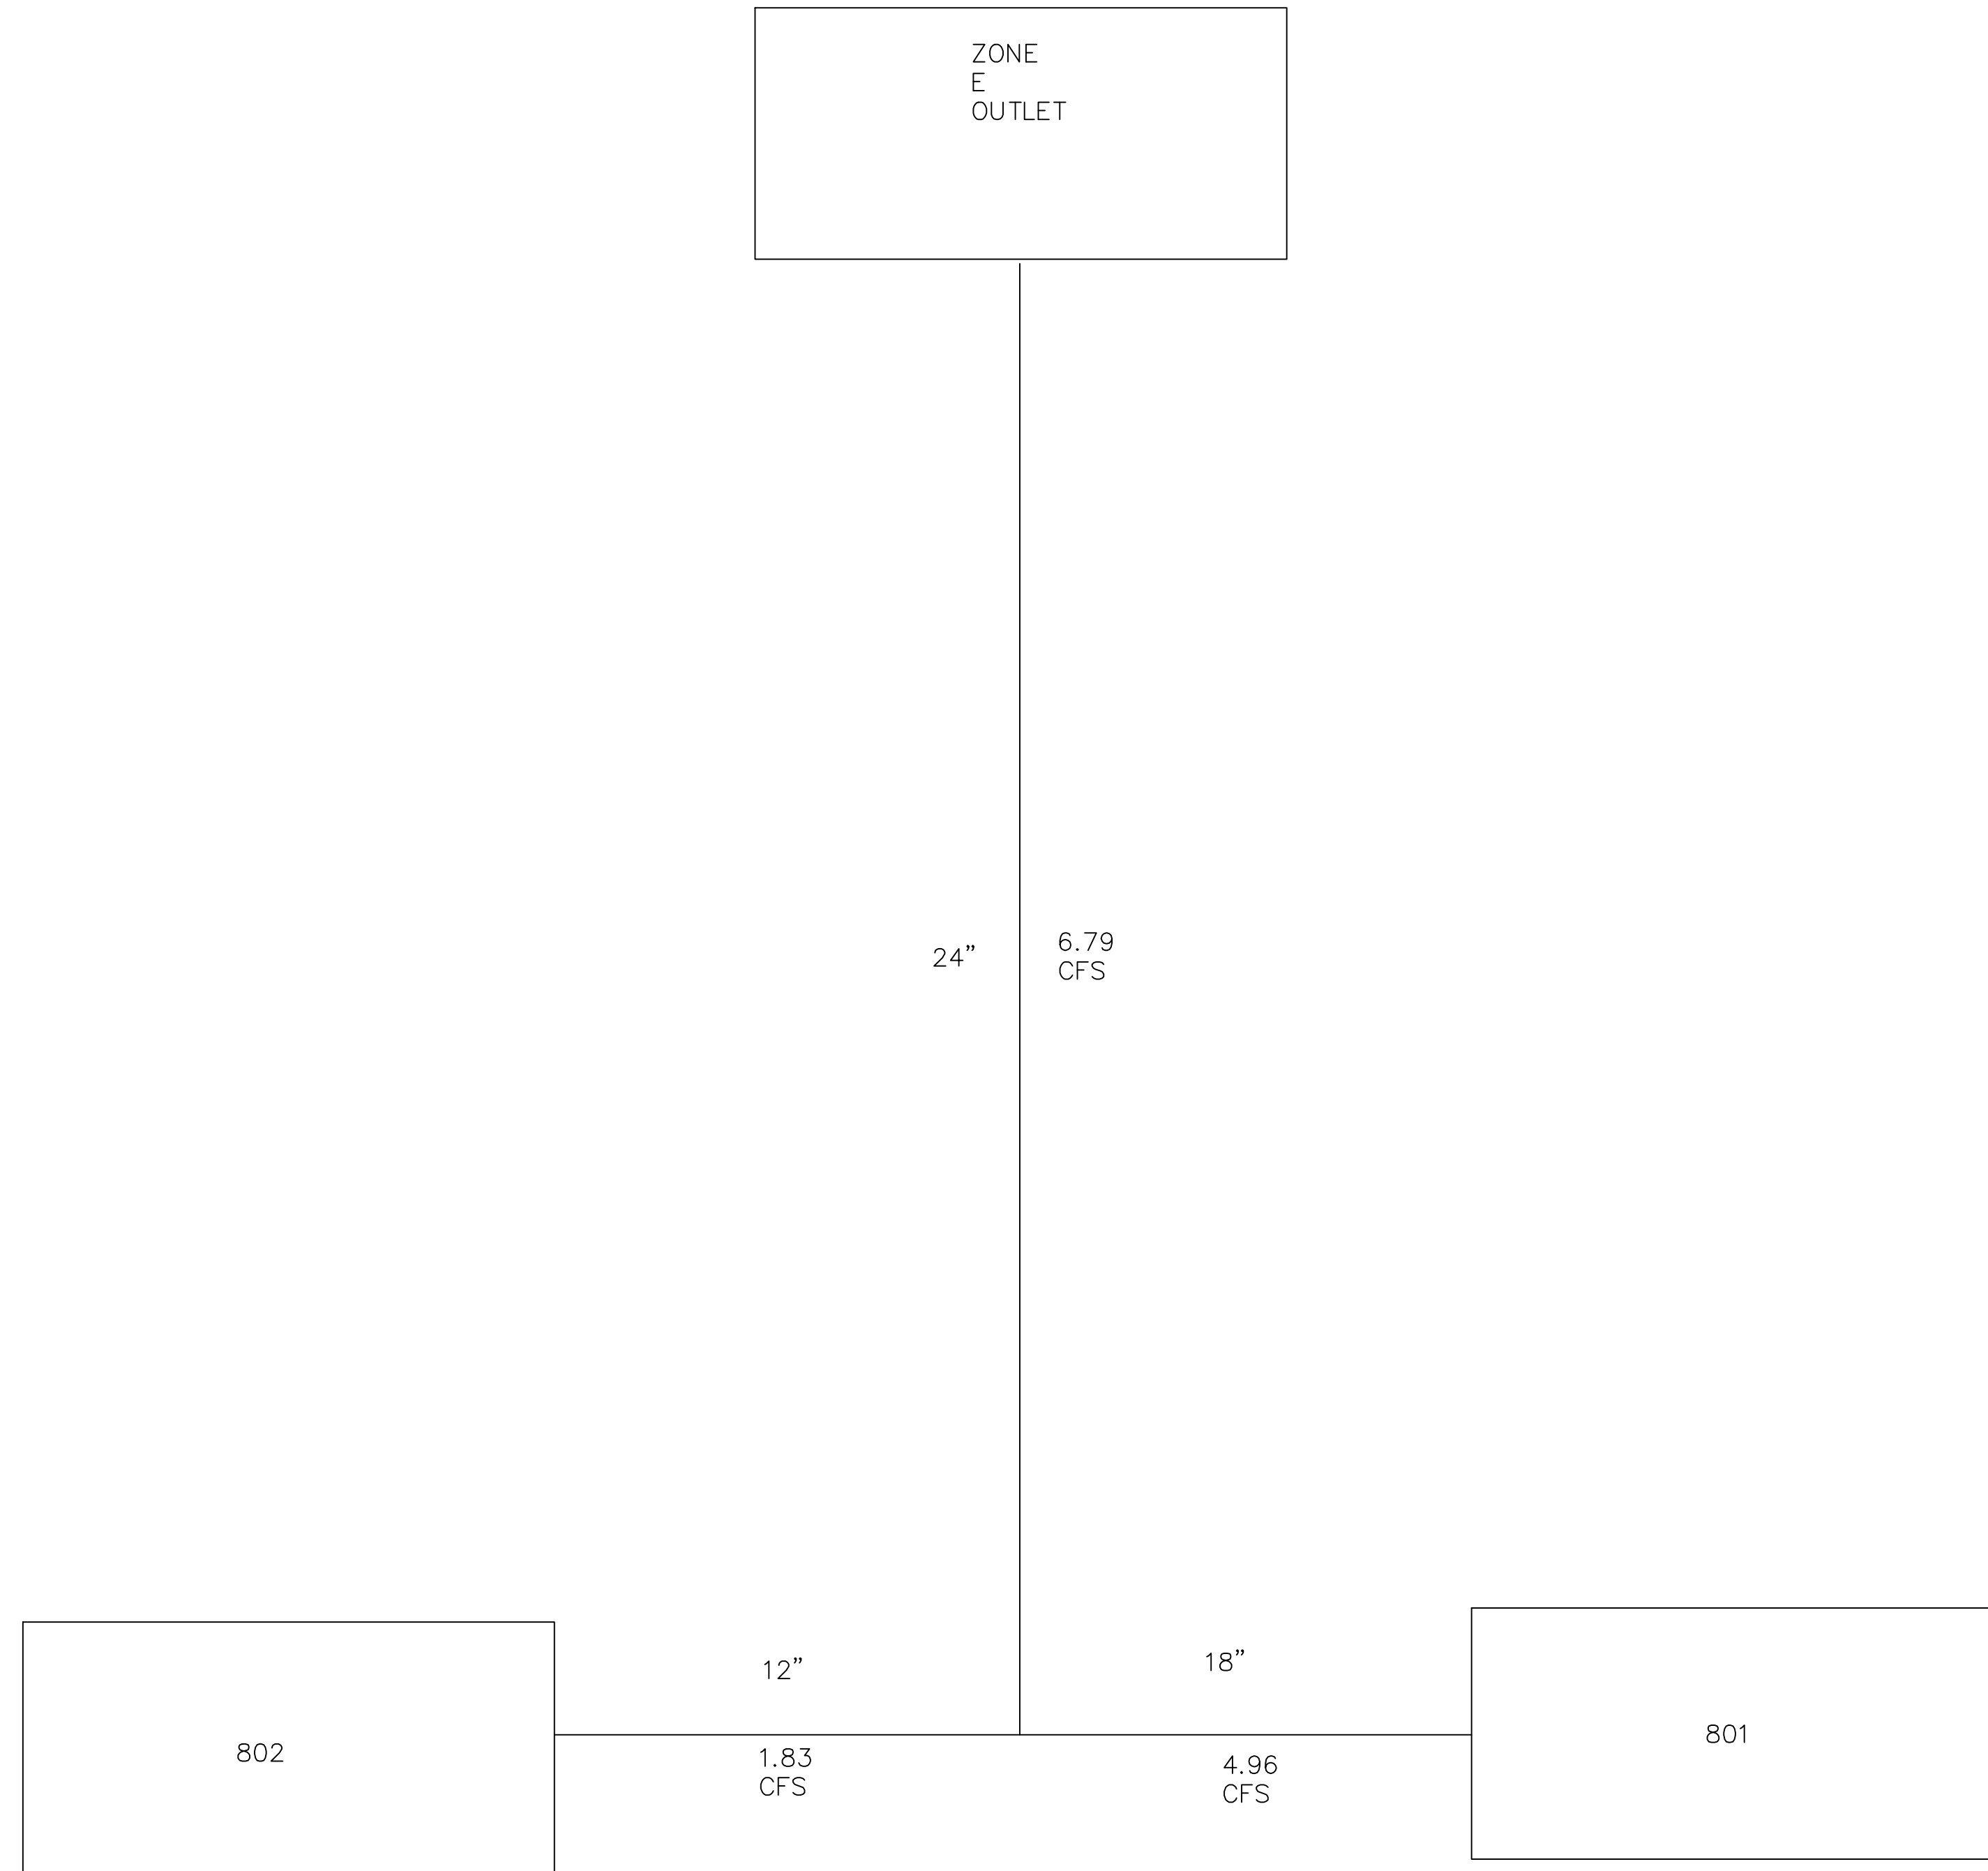 ZONE
E
OUTLET
24”
6.79
CFS
12”
18”
802
1.83
CFS
4.96
CFS
801